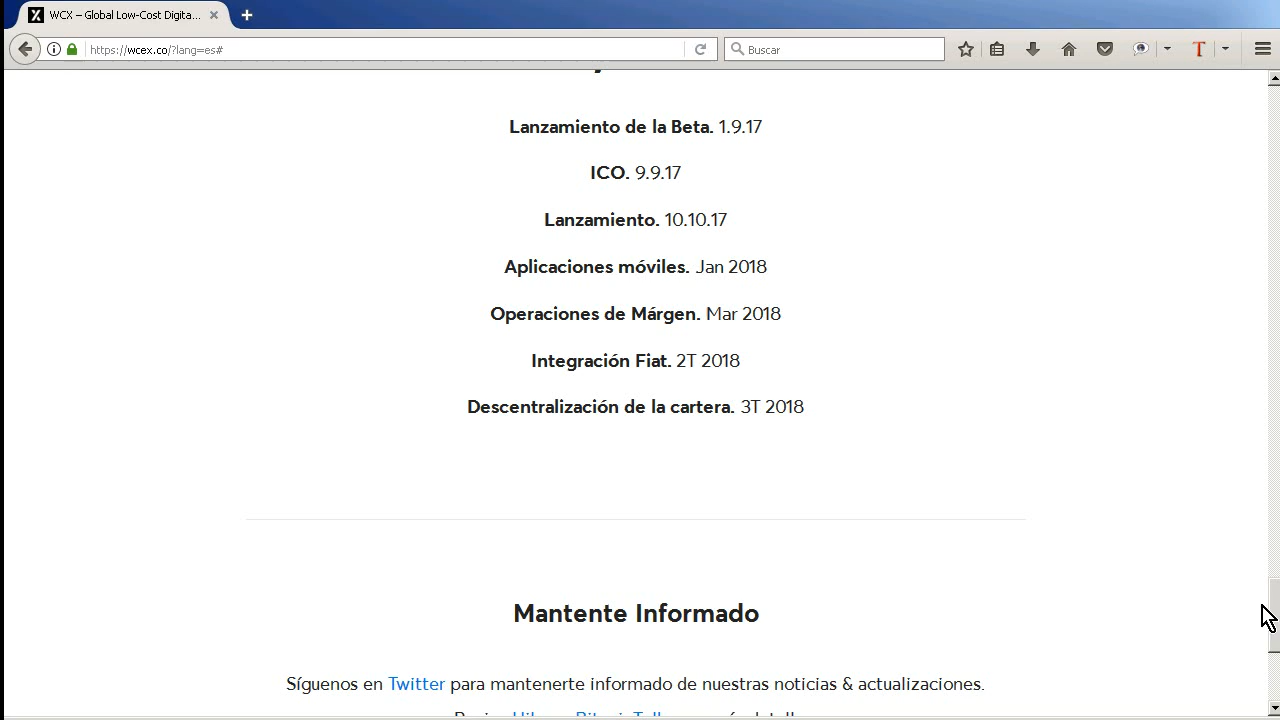 WCX – Global Low-Cost Digita...
https://wcex.co/?lang=es#
Buscar
Lanzamiento de la Beta. 1.9.17
ICO. 9.9.17
Lanzamiento. 10.10.17
Aplicaciones móviles. Jan 2018
Operaciones de Márgen. Mar 2018
Integración Fiat. 2T 2018
Descentralización de la cartera. 3T 2018
Mantente Informado
Síguenos en Twitter para mantenerte informado de nuestras noticias & actualizaciones.